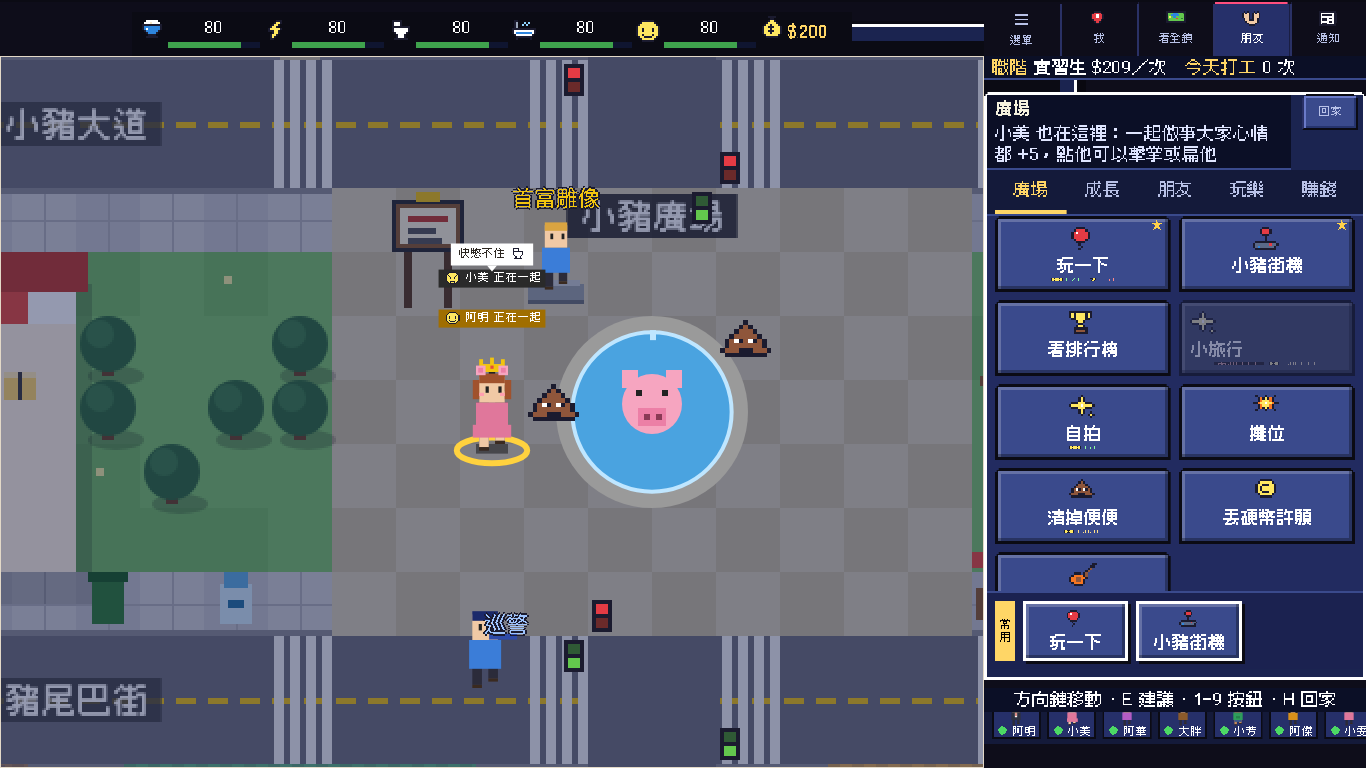 80
80
80
80
80
$200
選單
我
看全鎮
朋友
通知
職階 實習生 $209／次 今天打工 0 次
廣場
小美 也在這裡：一起做事大家心情
都 +5，點他可以擊掌或扁他
回家
廣場
成長
朋友
玩樂
賺錢
玩一下
小豬街機
看排行榜
小旅行
自拍
攤位
清掉便便
丟硬幣許願
常用
玩一下
小豬街機
方向鍵移動 · E 建議 · 1-9 按鈕 · H 回家
阿明
小美
阿華
大胖
小芳
阿傑
小雯
小豬大道
首富雕像
小豬廣場
快憋不住
小美 正在一起
阿明 正在一起
巡警
豬尾巴街